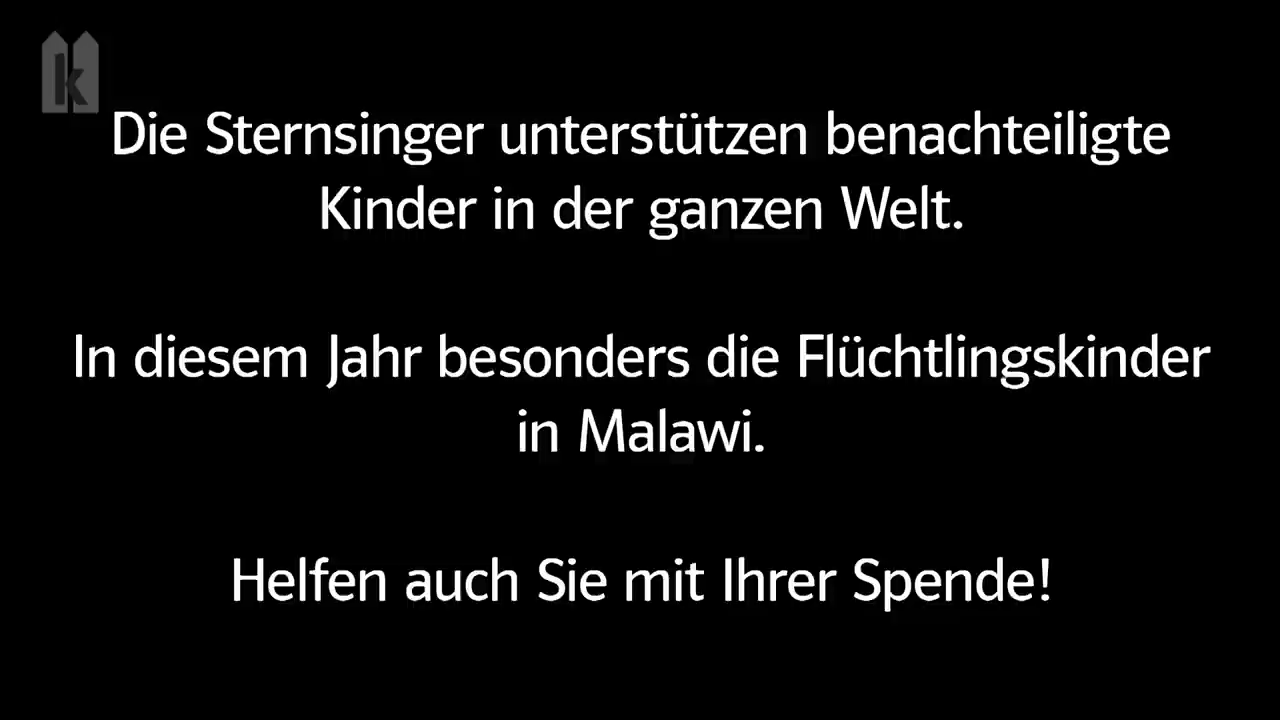 k
Die Sternsinger unterstützen benachteiligte
Kinder in der ganzen Welt.
In diesem Jahr besonders die Flüchtlingskinder
in Malawi.
Helfen auch Sie mit Ihrer Spende!